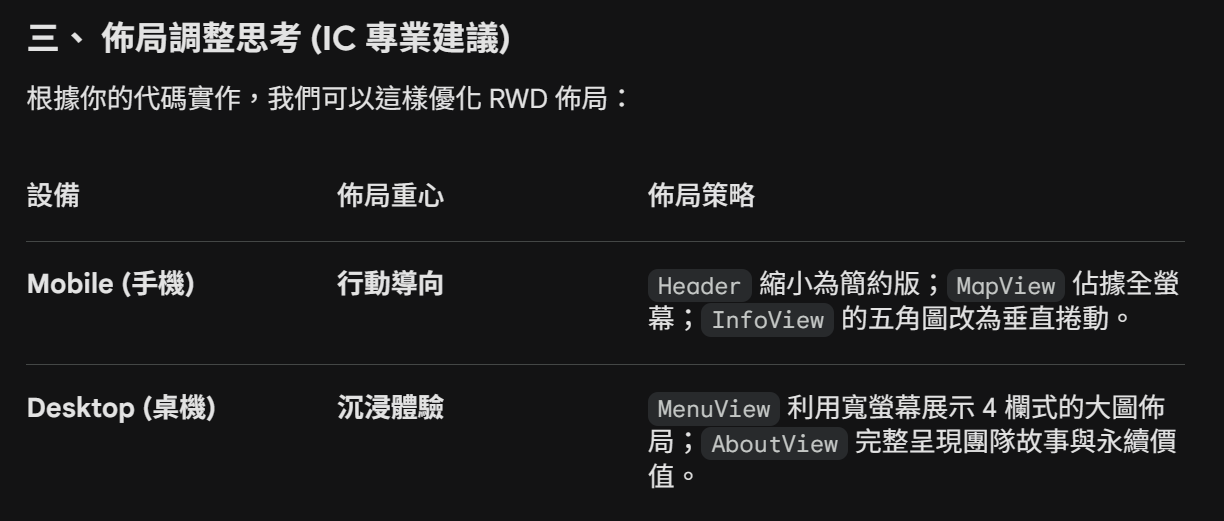 三、 佈局調整思考 (IC 專業建議)
根據你的代碼實作，我們可以這樣優化 RWD 佈局：
設備 佈局重心 佈局策略
Mobile (手機) 行動導向 Header 縮小為簡約版；MapView 佔據全螢
幕；InfoView 的五角圖改為垂直捲動。
Desktop (桌機) 沉浸體驗 MenuView 利用寬螢幕展示 4 欄式的大圖佈
局；AboutView 完整呈現團隊故事與永續價
值。